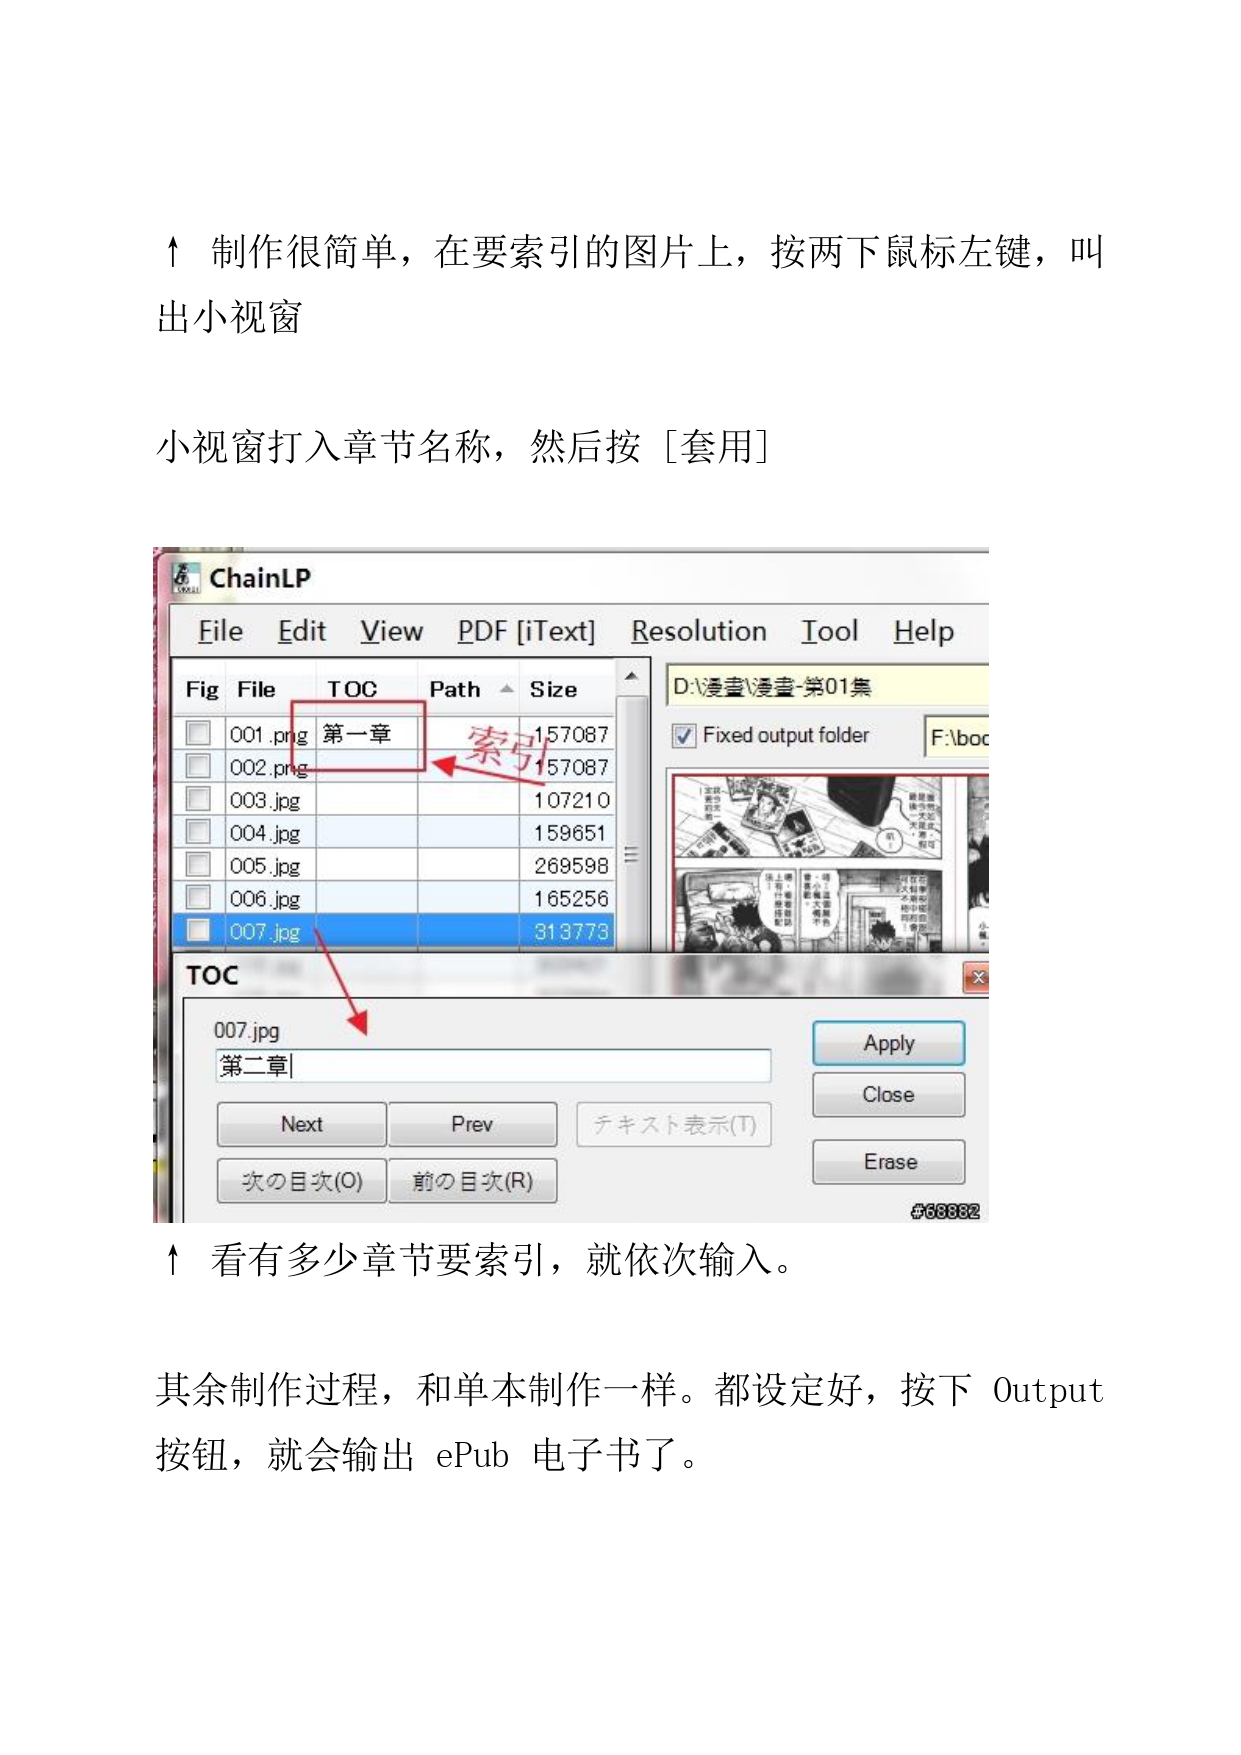 ↑ 制作很简单，在要索引的图片上，按两下鼠标左键，叫
出小视窗
小视窗打入章节名称，然后按 [套用]
ChainLP
File Edit View PDF [iText] Resolution Tool Help
Fig File TOC Path Size
D:\漫畫\漫畫-第01集
001.png 第一章 157087
索引
Fixed output folder F:\boc
002.png 157087
003.jpg 107210
004.jpg 159651
005.jpg 269598
006.jpg 165256
007.jpg 313773
TOC
007.jpg
第二章
Apply
Close
Next Prev テキスト表示(T)
Erase
次の目次(O) 前の目次(R)
#68882
↑ 看有多少章节要索引，就依次输入。
其余制作过程，和单本制作一样。都设定好，按下 Output
按钮，就会输出 ePub 电子书了。